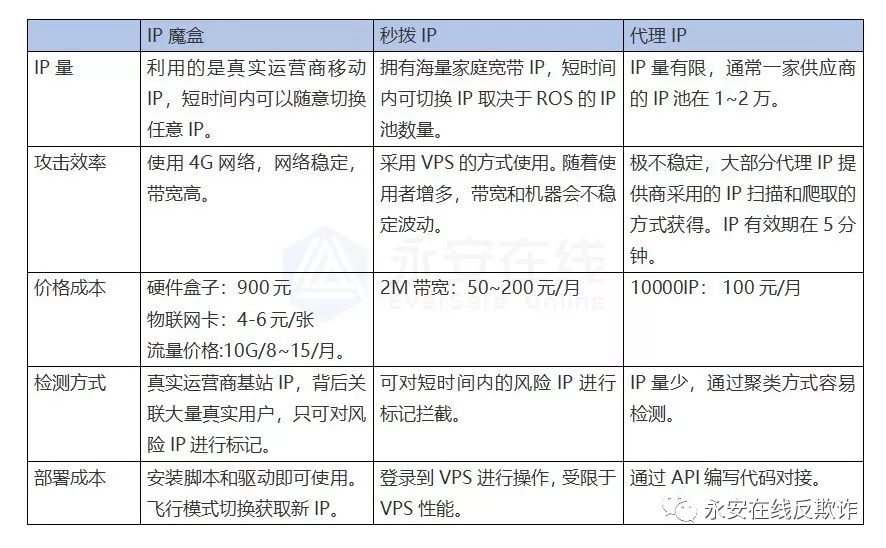 IP 魔盒
秒拨 IP
代理 IP
IP 量
利用的是真实运营商移动
IP，短时间内可以随意切换
任意 IP。
拥有海量家庭宽带 IP，短时间
内可切换 IP 取决于 ROS 的 IP
池数量。
IP 量有限，通常一家供应商
的 IP 池在 1~2 万。
攻击效率
使用 4G 网络，网络稳定，
带宽高。
采用 VPS 的方式使用。随着使
用者增多，带宽和机器会不稳
定波动。
极不稳定，大部分代理 IP 提
供商采用的 IP 扫描和爬取的
方式获得。IP 有效期在 5 分
钟。
价格成本
硬件盒子：900 元
物联网卡：4-6 元/张
流量价格:10G/8~15/月。
2M 带宽：50~200 元/月
10000IP： 100 元/月
检测方式
真实运营商基站 IP，背后关
联大量真实用户，只可对风
险 IP 进行标记。
可对短时间内的风险 IP 进行
标记拦截。
IP 量少，通过聚类方式容易
检测。
部署成本
安装脚本和驱动即可使用。
飞行模式切换获取新 IP。
登录到 VPS 进行操作，受限于
VPS 性能。
通过 API 编写代码对接。
永安在线
EverSafe Online
永安在线反欺诈